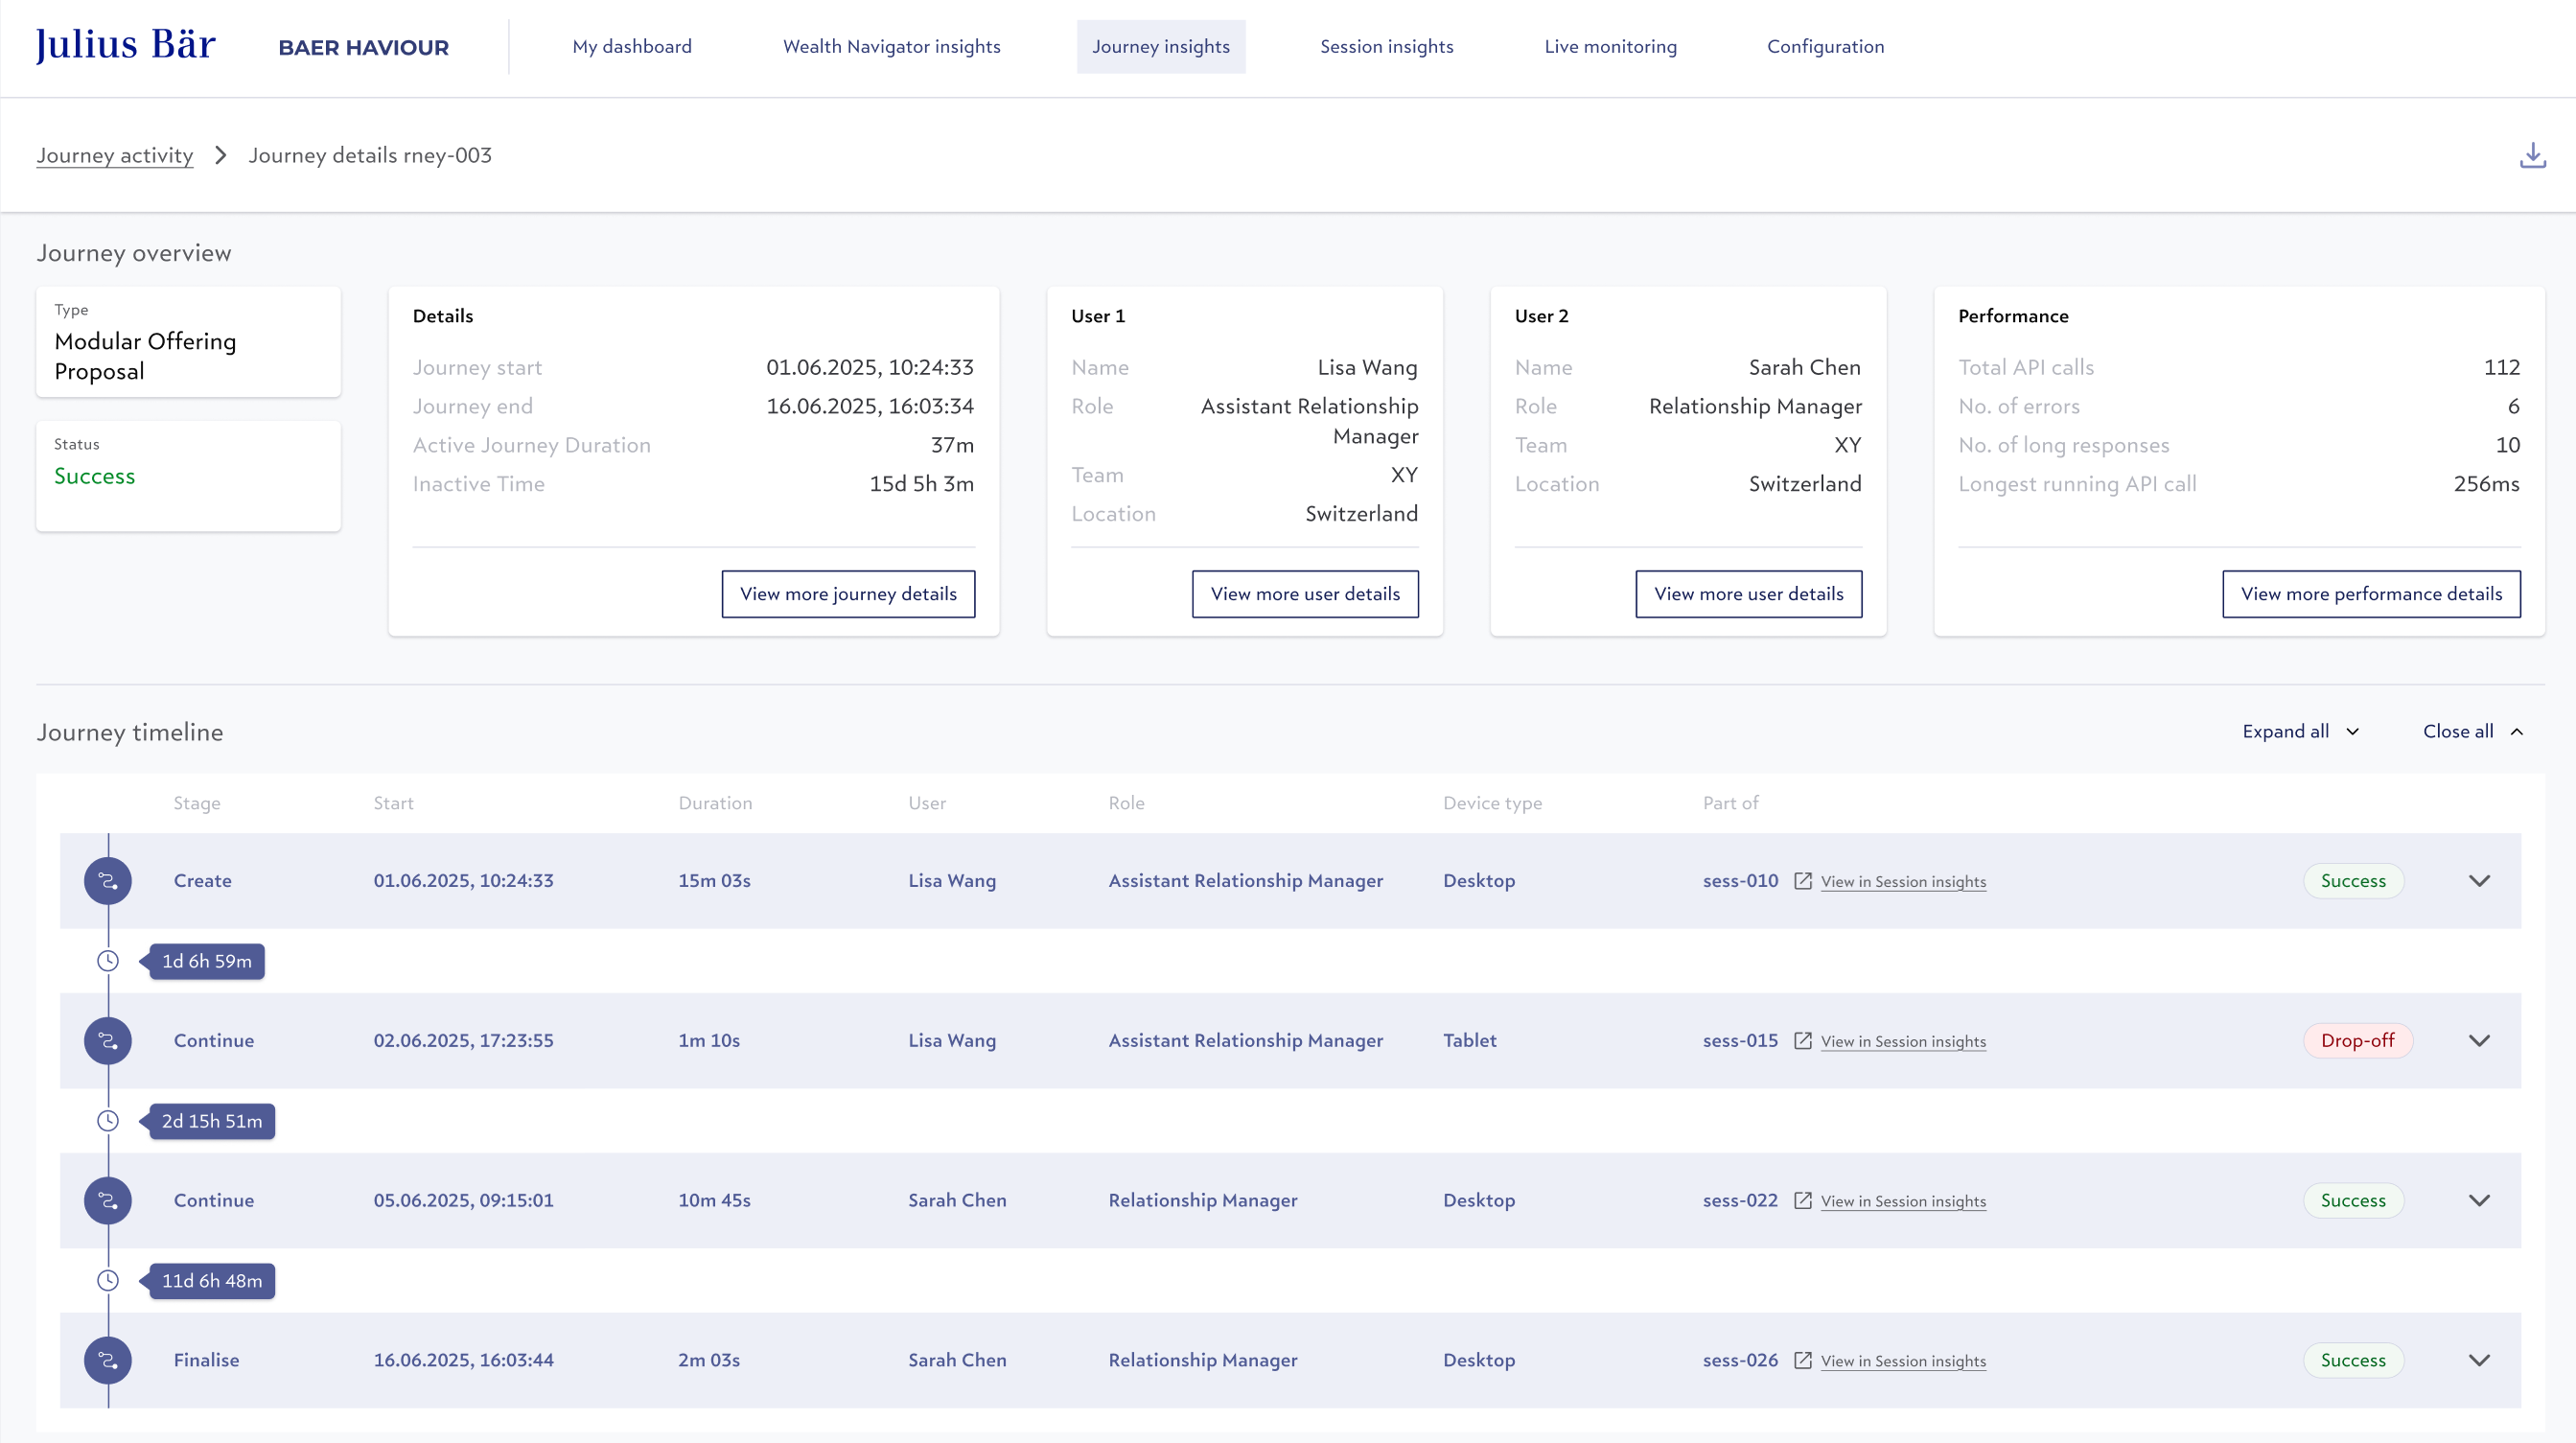 Julius Bär
BAER HAVIOUR
My dashboard
Wealth Navigator insights
Journey insights
Session insights
Live monitoring
Configuration
Journey activity
Journey details rney-003
Journey overview
Type
Modular Offering
Proposal
Status
Success
Details
Journey start 01.06.2025, 10:24:33
Journey end 16.06.2025, 16:03:34
Active Journey Duration 37m
Inactive Time 15d 5h 3m
View more journey details
User 1
Name Lisa Wang
Role Assistant Relationship
Manager
Team XY
Location Switzerland
View more user details
User 2
Name Sarah Chen
Role Relationship Manager
Team XY
Location Switzerland
View more user details
Performance
Total API calls 112
No. of errors 6
No. of long responses 10
Longest running API call 256ms
View more performance details
Journey timeline
Expand all
Close all
Stage Start Duration User Role Device type Part of
Create 01.06.2025, 10:24:33 15m 03s Lisa Wang Assistant Relationship Manager Desktop sess-010 View in Session insights Success
1d 6h 59m
Continue 02.06.2025, 17:23:55 1m 10s Lisa Wang Assistant Relationship Manager Tablet sess-015 View in Session insights Drop-off
2d 15h 51m
Continue 05.06.2025, 09:15:01 10m 45s Sarah Chen Relationship Manager Desktop sess-022 View in Session insights Success
11d 6h 48m
Finalise 16.06.2025, 16:03:44 2m 03s Sarah Chen Relationship Manager Desktop sess-026 View in Session insights Success